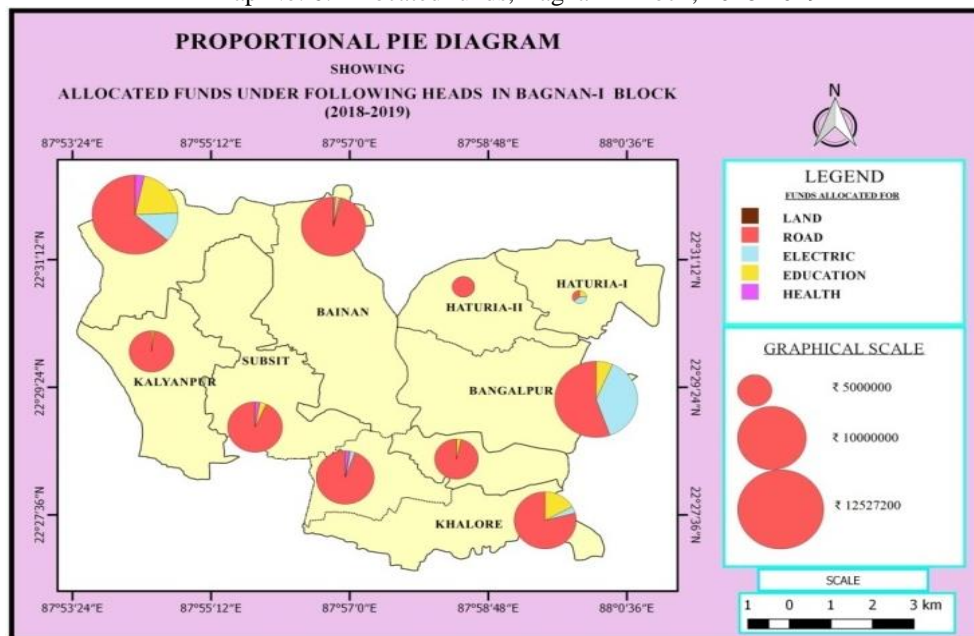 PROPORTIONAL PIE DIAGRAM
SHOWING
ALLOCATED FUNDS UNDER FOLLOWING HEADS IN BAGNAN-I BLOCK
(2018-2019)
N
87°53'24"E 87°55'12"E 87°57'0"E 87°58'48"E 88°0'36"E
22°31'12"N 22°31'12"N
22°29'24"N 22°29'24"N
22°27'36"N 22°27'36"N
HATURIA-I
HATURIA-II
BAINAN
SUBSIT
KALYANPUR
BANGALPUR
KHALORE
87°53'24"E 87°55'12"E 87°57'0"E 87°58'48"E 88°0'36"E
LEGEND
FUNDS ALLOCATED FOR
LAND
ROAD
ELECTRIC
EDUCATION
HEALTH
GRAPHICAL SCALE
₹ 5000000
₹ 10000000
₹ 12527200
SCALE
1 0 1 2 3 km